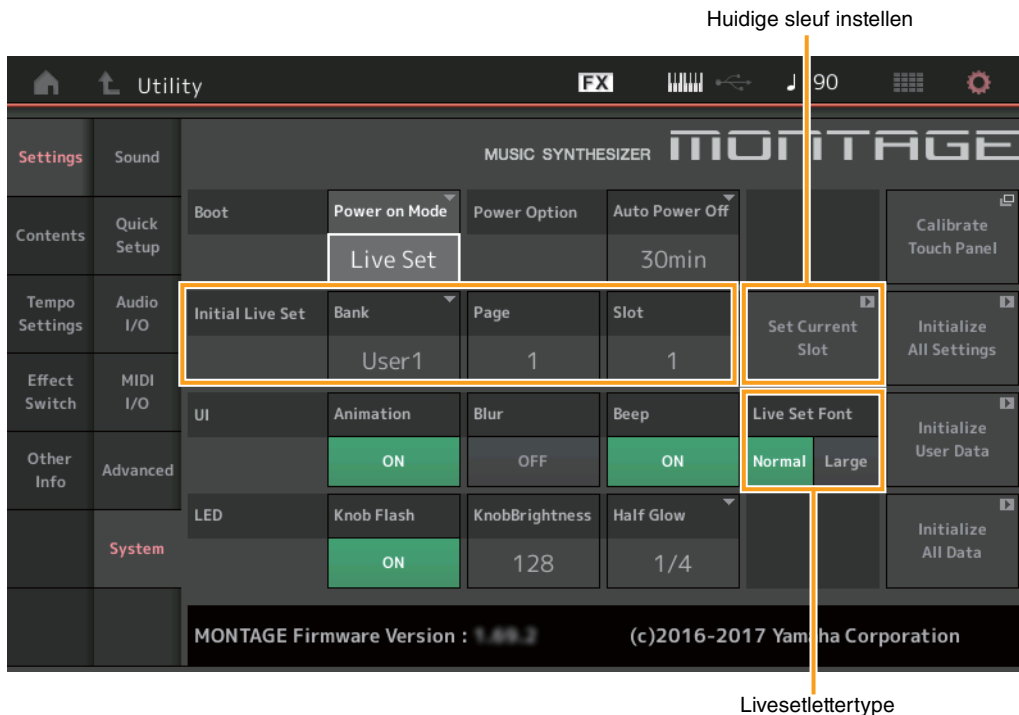 Huidige sleuf instellen
Utility
FX
90
Settings
Sound
MUSIC SYNTHESIZER MONTAGE
Contents
Quick
Setup
Boot
Power on Mode
Live Set
Power Option
Auto Power Off
30min
Calibrate
Touch Panel
Tempo
Settings
Audio
I/O
Initial Live Set
Bank
User1
Page
1
Slot
1
Set Current
Slot
Initialize
All Settings
Effect
Switch
MIDI
I/O
UI
Animation
ON
Blur
OFF
Beep
ON
Live Set Font
Normal
Large
Initialize
User Data
Other
Info
Advanced
LED
Knob Flash
ON
KnobBrightness
128
Half Glow
1/4
Initialize
All Data
System
MONTAGE Firmware Version :
(c)2016-2017 Yamaha Corporation
Livesetlettertype